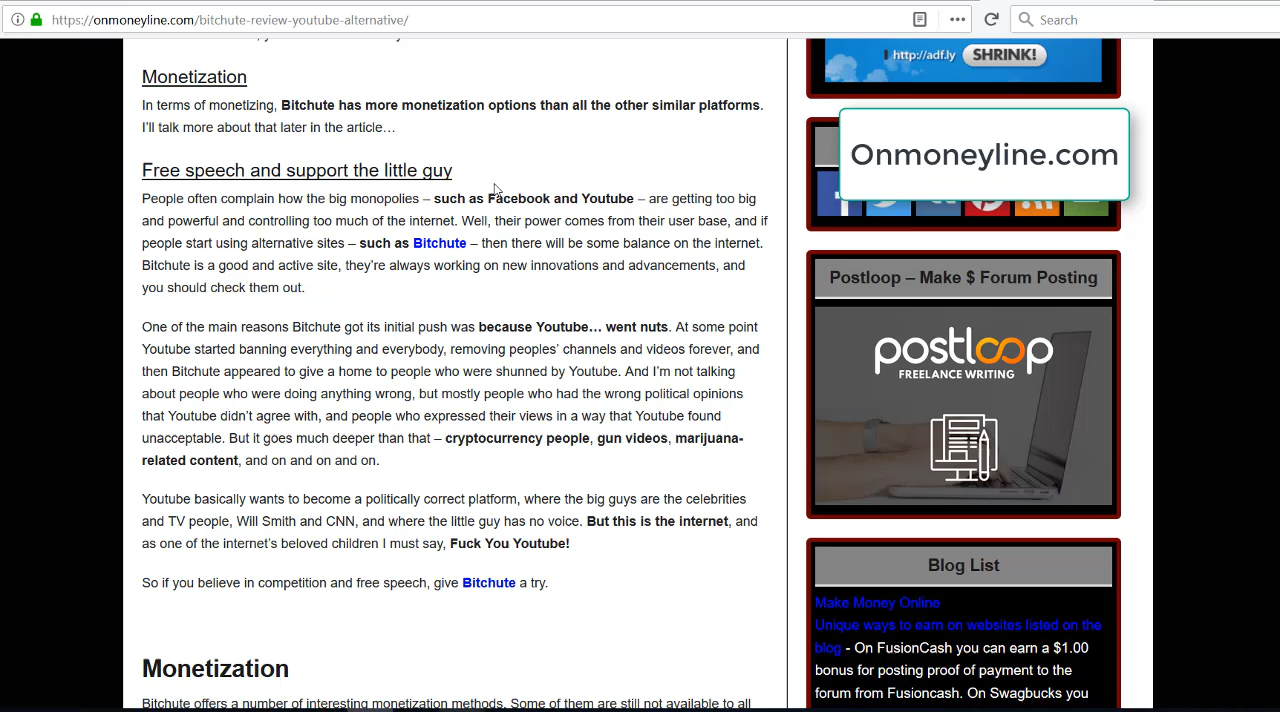 https://onmoneyline.com/bitchute-review-youtube-alternative/
Search
Monetization
In terms of monetizing, Bitchute has more monetization options than all the other similar platforms.
I'll talk more about that later in the article…
Free speech and support the little guy
People often complain how the big monopolies – such as Facebook and Youtube – are getting too big
and powerful and controlling too much of the internet. Well, their power comes from their user base, and if
people start using alternative sites – such as Bitchute – then there will be some balance on the internet.
Bitchute is a good and active site, they're always working on new innovations and advancements, and
you should check them out.
One of the main reasons Bitchute got its initial push was because Youtube… went nuts. At some point
Youtube started banning everything and everybody, removing peoples' channels and videos forever, and
then Bitchute appeared to give a home to people who were shunned by Youtube. And I'm not talking
about people who were doing anything wrong, but mostly people who had the wrong political opinions
that Youtube didn't agree with, and people who expressed their views in a way that Youtube found
unacceptable. But it goes much deeper than that – cryptocurrency people, gun videos, marijuana-
related content, and on and on and on.
Youtube basically wants to become a politically correct platform, where the big guys are the celebrities
and TV people, Will Smith and CNN, and where the little guy has no voice. But this is the internet, and
as one of the internet's beloved children I must say, Fuck You Youtube!
So if you believe in competition and free speech, give Bitchute a try.
Monetization
Bitchute offers a number of interesting monetization methods. Some of them are still not available to all
http://adf.ly SHRINK!
Onmoneyline.com
Postloop – Make $ Forum Posting
postloop
FREELANCE WRITING
Blog List
Make Money Online
Unique ways to earn on websites listed on the
blog - On FusionCash you can earn a $1.00
bonus for posting proof of payment to the
forum from Fusioncash. On Swagbucks you